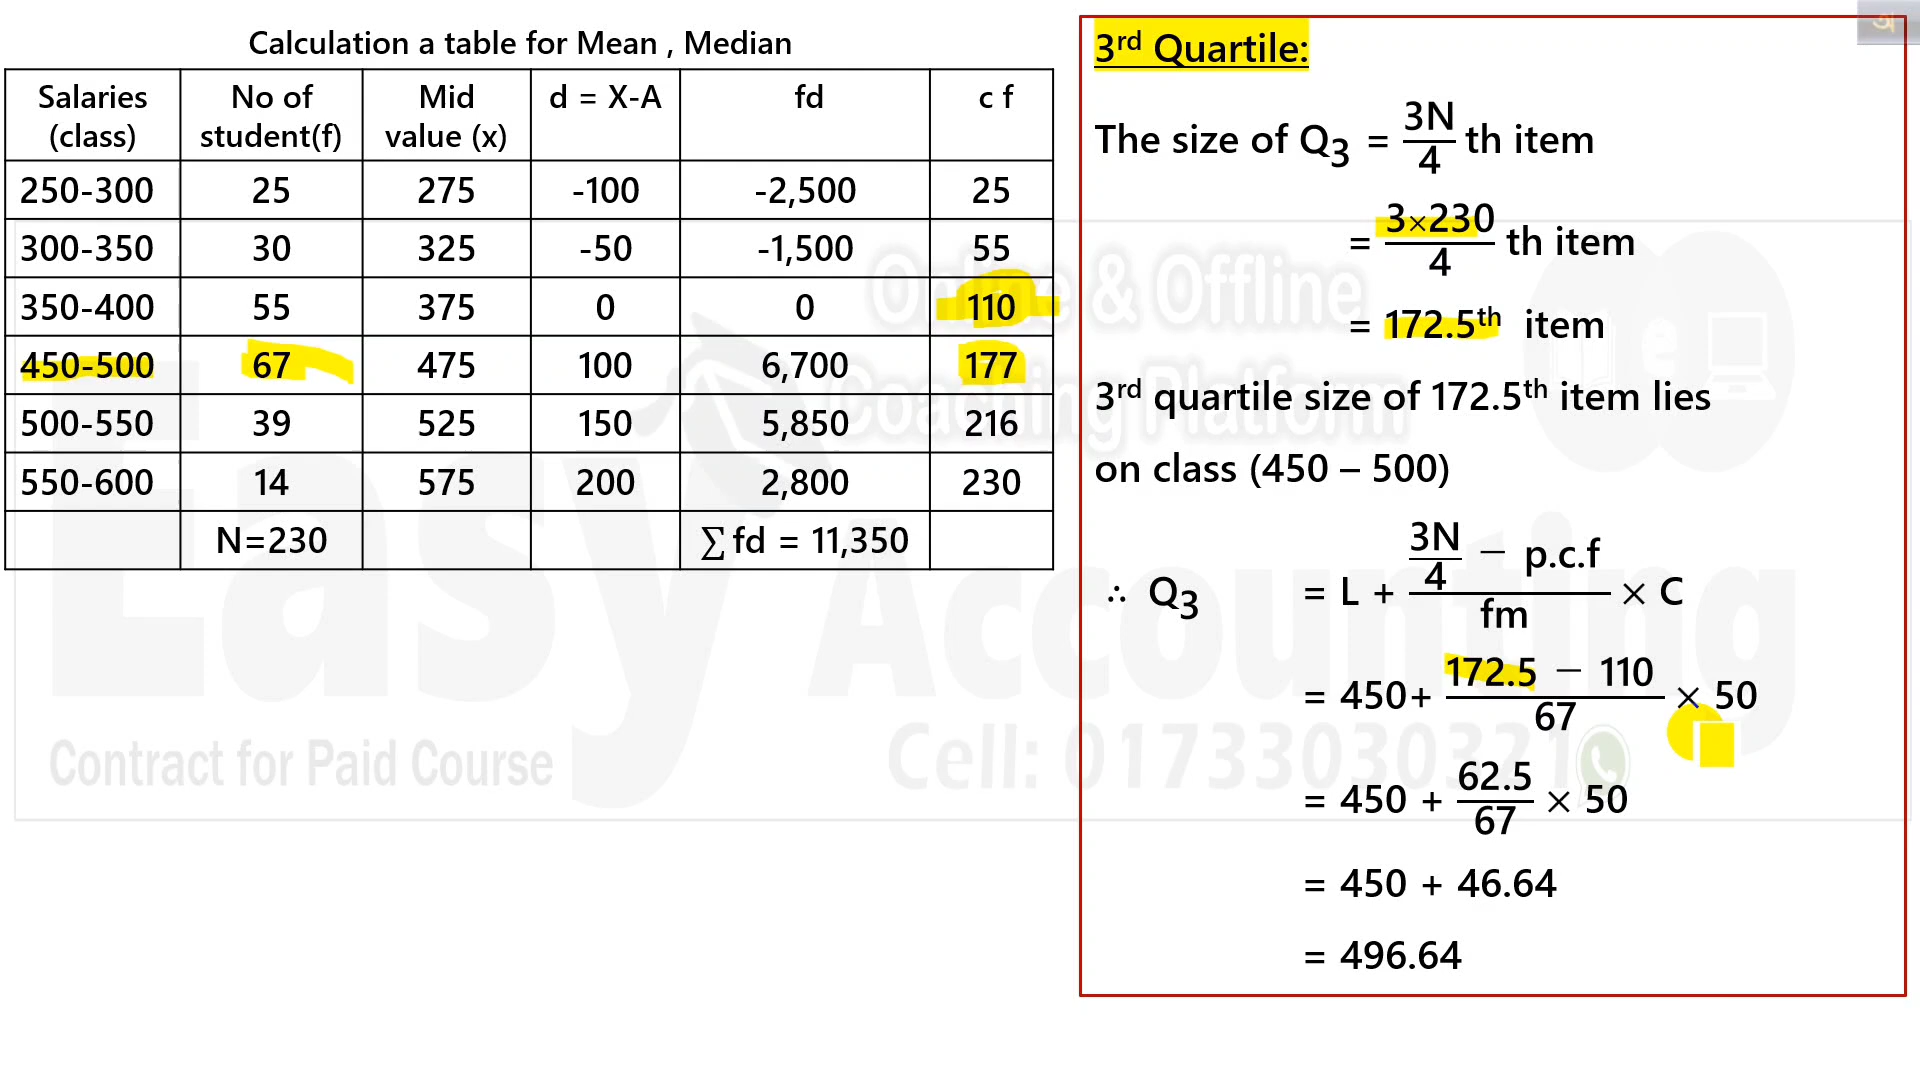 Calculation a table for Mean , Median
Salaries (class) No of student(f) Mid value (x) d = X-A fd c f
250-300 25 275 -100 -2,500 25
300-350 30 325 -50 -1,500 55
350-400 55 375 0 0 110
450-500 67 475 100 6,700 177
500-550 39 525 150 5,850 216
550-600 14 575 200 2,800 230
N=230 ∑ fd = 11,350
3rd Quartile:
The size of Q3 = 3N/4 th item
= 3×230/4 th item
= 172.5th item
3rd quartile size of 172.5th item lies
on class (450 – 500)
∴ Q3 = L + (3N/4 − p.c.f)/fm × C
= 450+ (172.5 − 110)/67 × 50
= 450 + 62.5/67 × 50
= 450 + 46.64
= 496.64
Online & Offline
Coaching Platform
Easy Accounting
Contract for Paid Course
Cell: 01733030321
অ